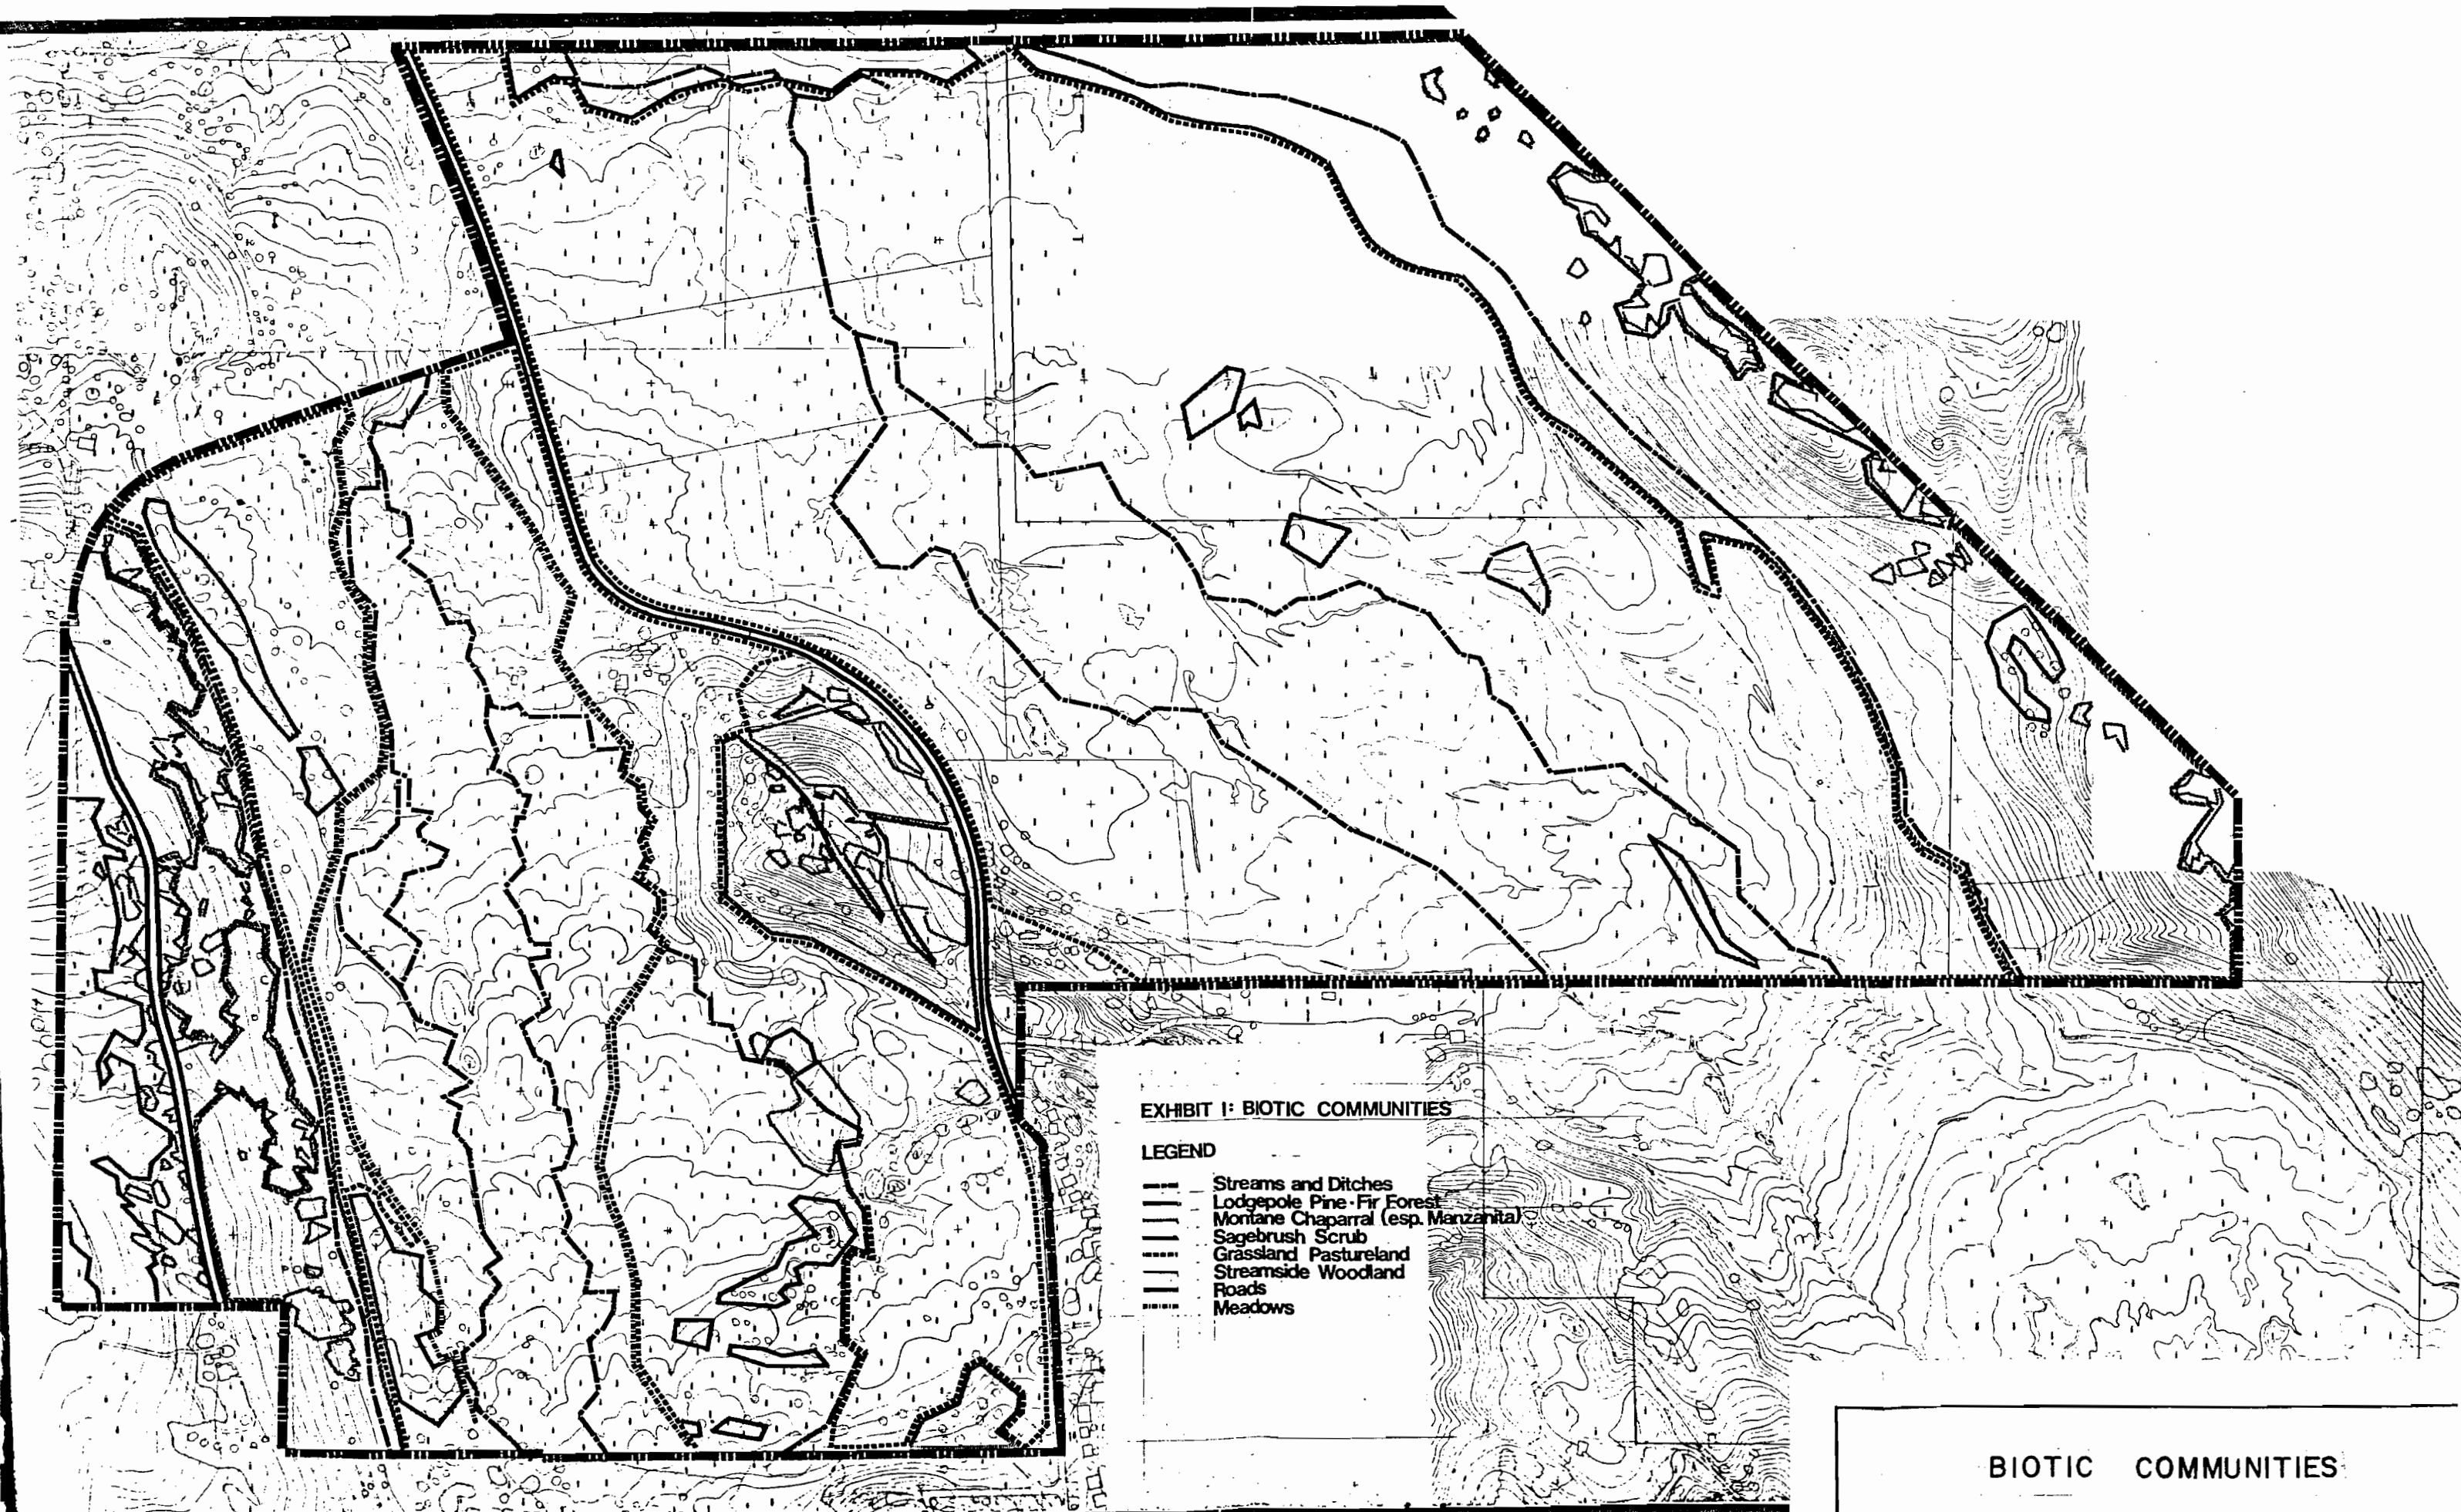 EXHIBIT I: BIOTIC COMMUNITIES
LEGEND
Streams and Ditches
Lodgepole Pine-Fir Forest
Montane Chaparral (esp. Manzanita)
Sagebrush Scrub
Grassland Pastureland
Streamside Woodland
Roads
Meadows
BIOTIC COMMUNITIES